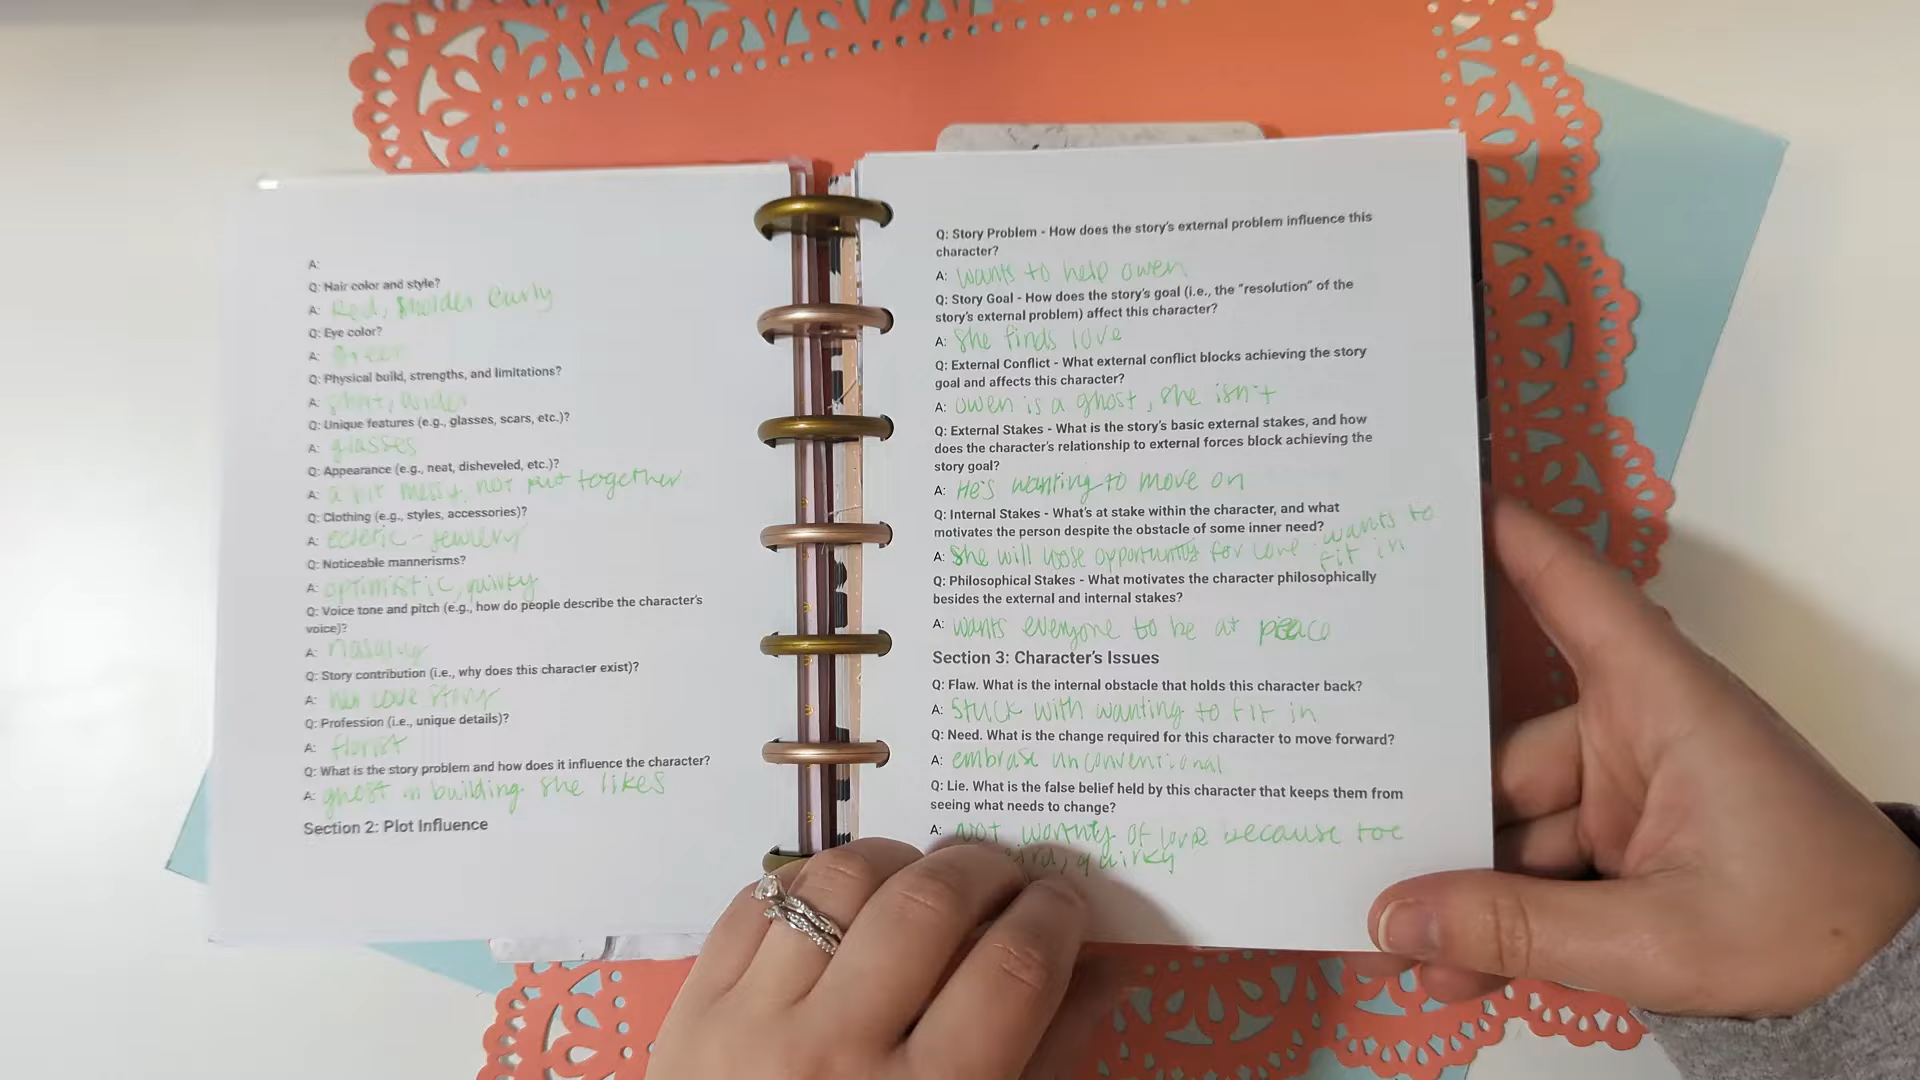 A:
Q: Hair color and style?
A: Red, sholder curly
Q: Eye color?
A: Green
Q: Physical build, strengths, and limitations?
A: short, wider
Q: Unique features (e.g., glasses, scars, etc.)?
A: glasses
Q: Appearance (e.g., neat, disheveled, etc.)?
A: a bit messy, not put together
Q: Clothing (e.g., styles, accessories)?
A: ecletic - jewlery
Q: Noticeable mannerisms?
A: optimistic, quirky
Q: Voice tone and pitch (e.g., how do people describe the character's
voice)?
A:
Q: Story contribution (i.e., why does this character exist)?
A: her love story
Q: Profession (i.e., unique details)?
A: florist
Q: What is the story problem and how does it influence the character?
A: ghost in building she likes
Section 2: Plot Influence
Q: Story Problem - How does the story's external problem influence this
character?
A: wants to help owen
Q: Story Goal - How does the story's goal (i.e., the "resolution" of the
story's external problem) affect this character?
A: She finds love
Q: External Conflict - What external conflict blocks achieving the story
goal and affects this character?
A: Owen is a ghost, she isn't
Q: External Stakes - What is the story's basic external stakes, and how
does the character's relationship to external forces block achieving the
story goal?
A: He's wanting to move on
Q: Internal Stakes - What's at stake within the character, and what
motivates the person despite the obstacle of some inner need?
A: She will lose opportunity for love. wants to
fit in
Q: Philosophical Stakes - What motivates the character philosophically
besides the external and internal stakes?
A: wants everyone to be at peace
Section 3: Character's Issues
Q: Flaw. What is the internal obstacle that holds this character back?
A: Stuck with wanting to fit in
Q: Need. What is the change required for this character to move forward?
A: embrase unconventional
Q: Lie. What is the false belief held by this character that keeps them from
seeing what needs to change?
A: Not worthy of love because too
quirky